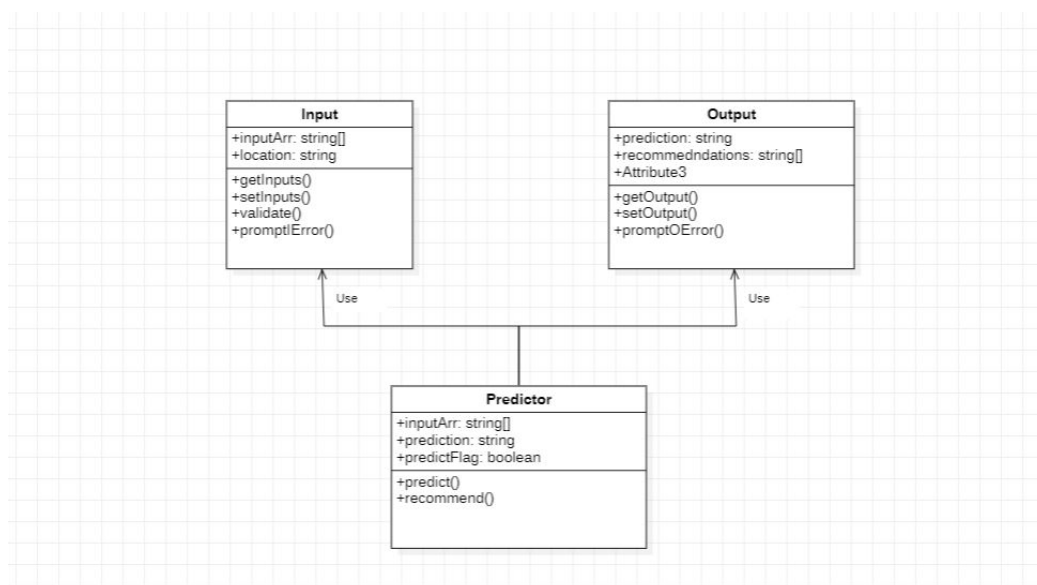 Input
+inputArr: string[]
+location: string
+getInputs()
+setInputs()
+validate()
+promptIError()
Output
+prediction: string
+recommedndations: string[]
+Attribute3
+getOutput()
+setOutput()
+promptOError()
Use
Use
Predictor
+inputArr: string[]
+prediction: string
+predictFlag: boolean
+predict()
+recommend()